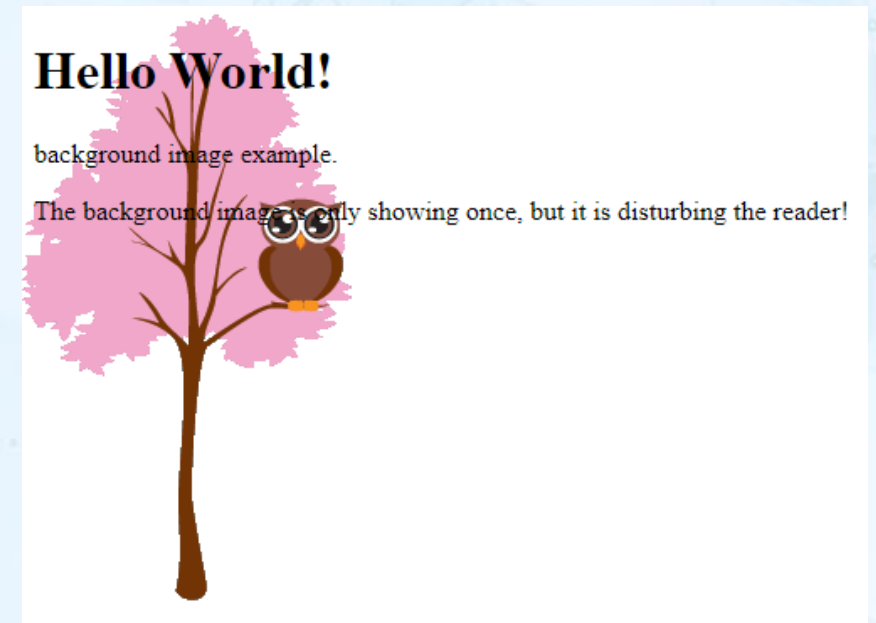 Hello World!
background image example.
The background image is only showing once, but it is disturbing the reader!